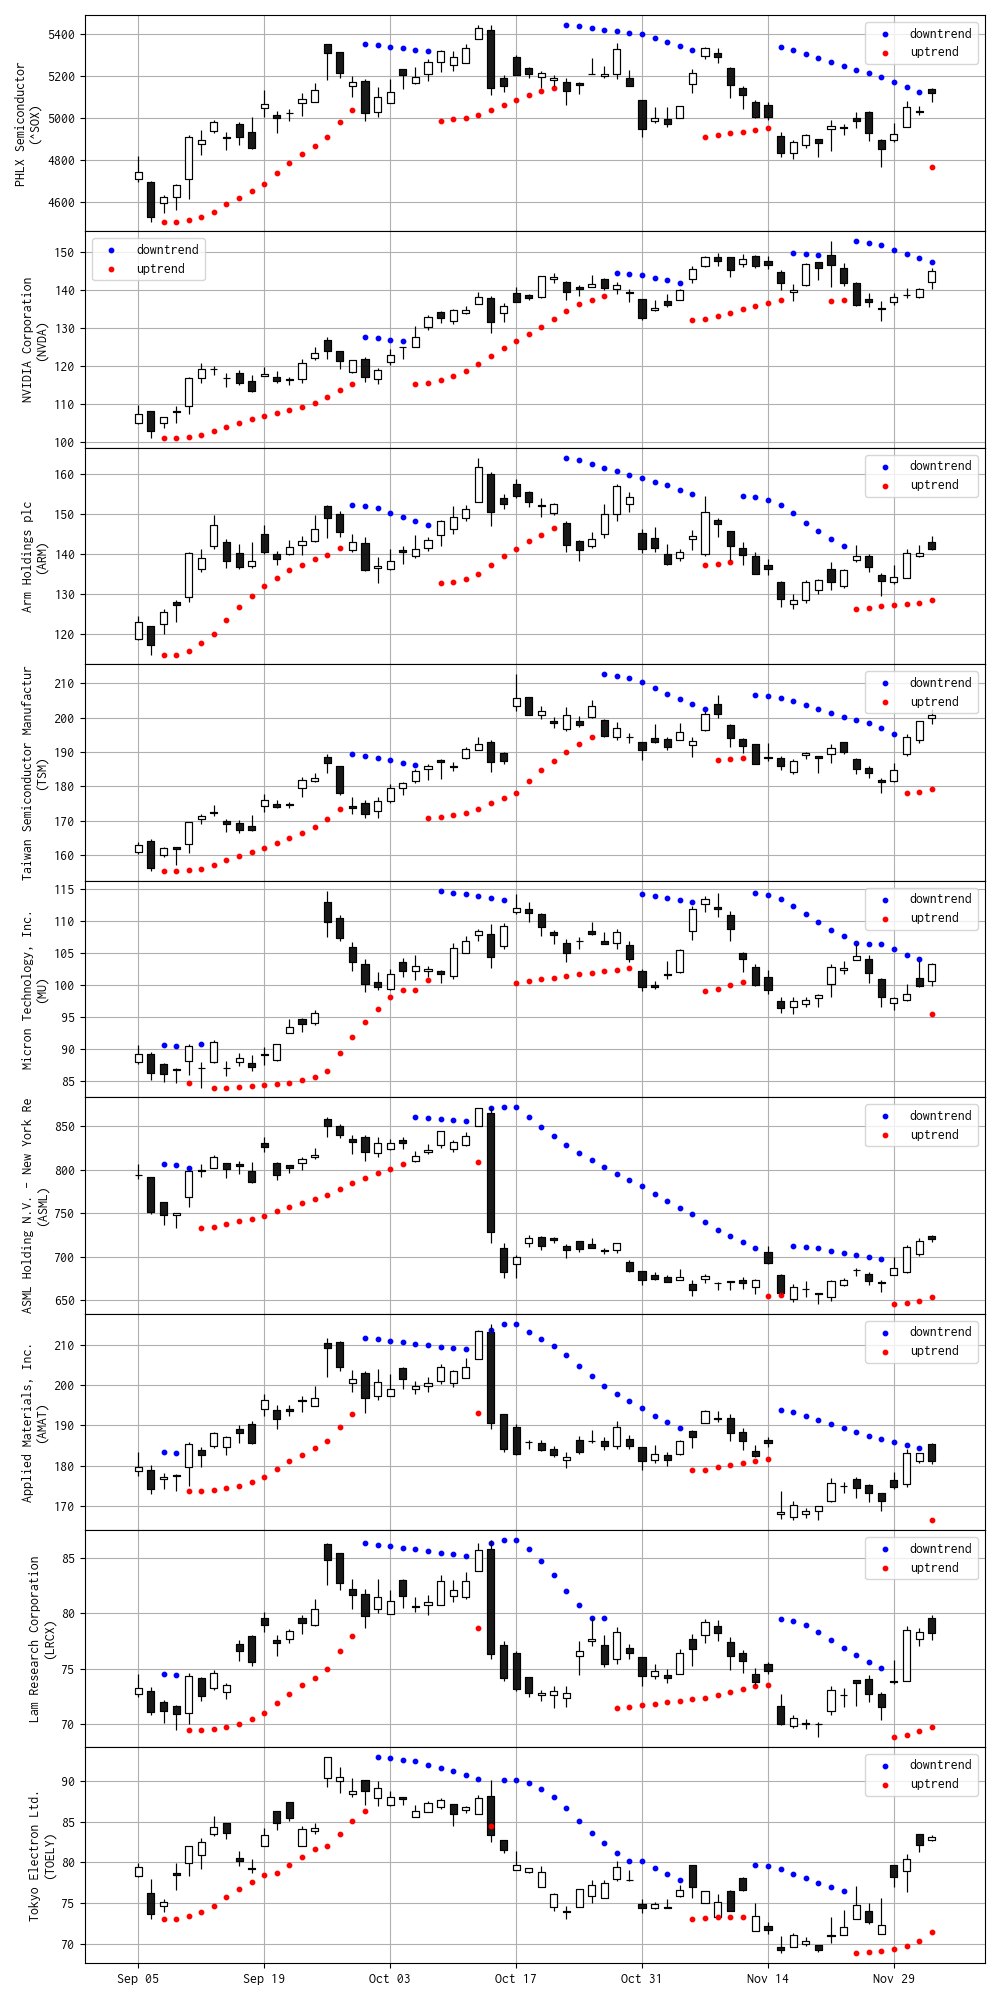 PHLX Semiconductor
(^SOX)
5400
5200
5000
4800
4600
downtrend
uptrend
NVIDIA Corporation
(NVDA)
150
140
130
120
110
100
downtrend
uptrend
Arm Holdings plc
(ARM)
160
150
140
130
120
downtrend
uptrend
Taiwan Semiconductor Manufactur
(TSM)
210
200
190
180
170
160
downtrend
uptrend
Micron Technology, Inc.
(MU)
115
110
105
100
95
90
85
downtrend
uptrend
ASML Holding N.V. - New York Re
(ASML)
850
800
750
700
650
downtrend
uptrend
Applied Materials, Inc.
(AMAT)
210
200
190
180
170
downtrend
uptrend
Lam Research Corporation
(LRCX)
85
80
75
70
downtrend
uptrend
Tokyo Electron Ltd.
(TOELY)
90
85
80
75
70
downtrend
uptrend
Sep 05 Sep 19 Oct 03 Oct 17 Oct 31 Nov 14 Nov 29